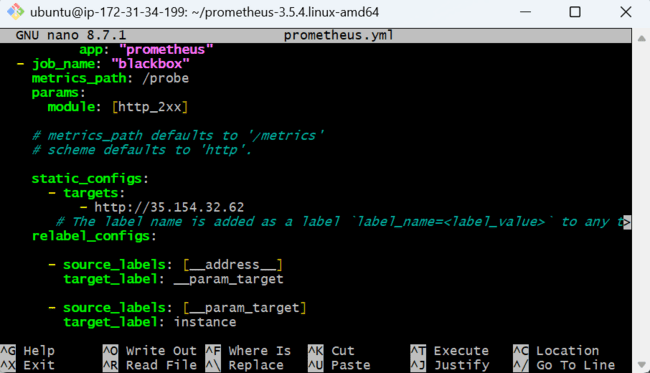 ubuntu@ip-172-31-34-199: ~/prometheus-3.5.4.linux-amd64
GNU nano 8.7.1 prometheus.yml
app: "prometheus"
- job_name: "blackbox"
metrics_path: /probe
params:
module: [http_2xx]
# metrics_path defaults to '/metrics'
# scheme defaults to 'http'.
static_configs:
- targets:
- http://35.154.32.62
# The label name is added as a label `label_name=<label_value>` to any t>
relabel_configs:
- source_labels: [__address__]
target_label: __param_target
- source_labels: [__param_target]
target_label: instance
^G Help ^O Write Out ^F Where Is ^K Cut ^T Execute ^C Location
^X Exit ^R Read File ^\ Replace ^U Paste ^J Justify ^/ Go To Line